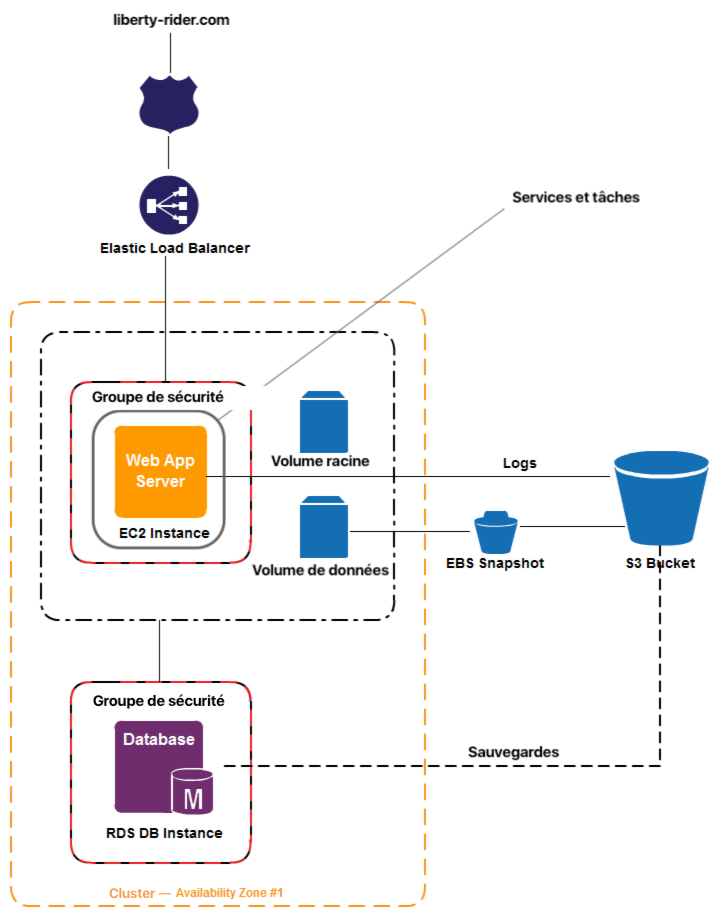 liberty-rider.com
Services et tâches
Elastic Load Balancer
Groupe de sécurité
Web App
Server
EC2 Instance
Volume racine
Logs
Volume de données
EBS Snapshot
S3 Bucket
Groupe de sécurité
Database
M
RDS DB Instance
Sauvegardes
Cluster — Availability Zone #1